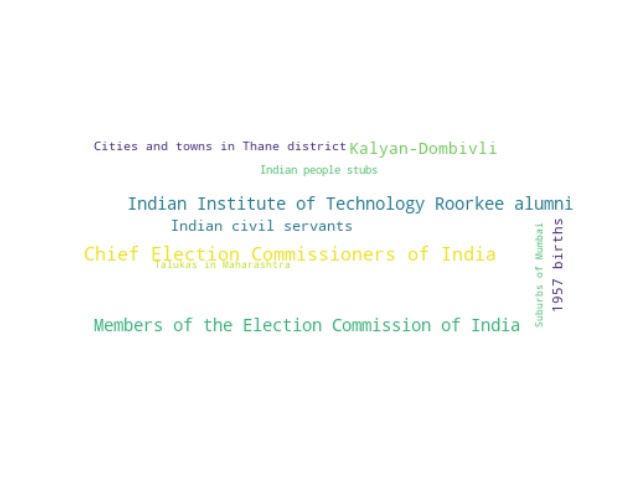 Cities and towns in Thane district
Kalyan-Dombivli
Indian people stubs
Indian Institute of Technology Roorkee alumni
Indian civil servants
Chief Election Commissioners of India
Talukas in Maharashtra
Members of the Election Commission of India
Suburbs of Mumbai
1957 births